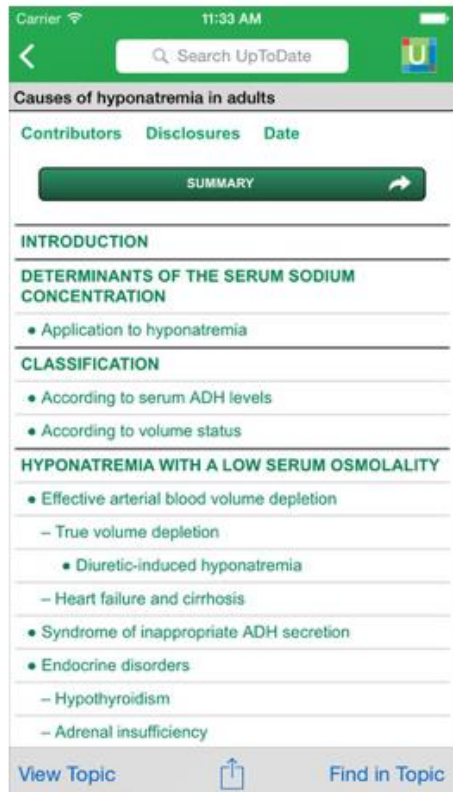 Carrier 11:33 AM
Search UpToDate
U
Causes of hyponatremia in adults
Contributors Disclosures Date
SUMMARY
INTRODUCTION
DETERMINANTS OF THE SERUM SODIUM
CONCENTRATION
• Application to hyponatremia
CLASSIFICATION
• According to serum ADH levels
• According to volume status
HYPONATREMIA WITH A LOW SERUM OSMOLALITY
• Effective arterial blood volume depletion
– True volume depletion
• Diuretic-induced hyponatremia
– Heart failure and cirrhosis
• Syndrome of inappropriate ADH secretion
• Endocrine disorders
– Hypothyroidism
– Adrenal insufficiency
View Topic Find in Topic